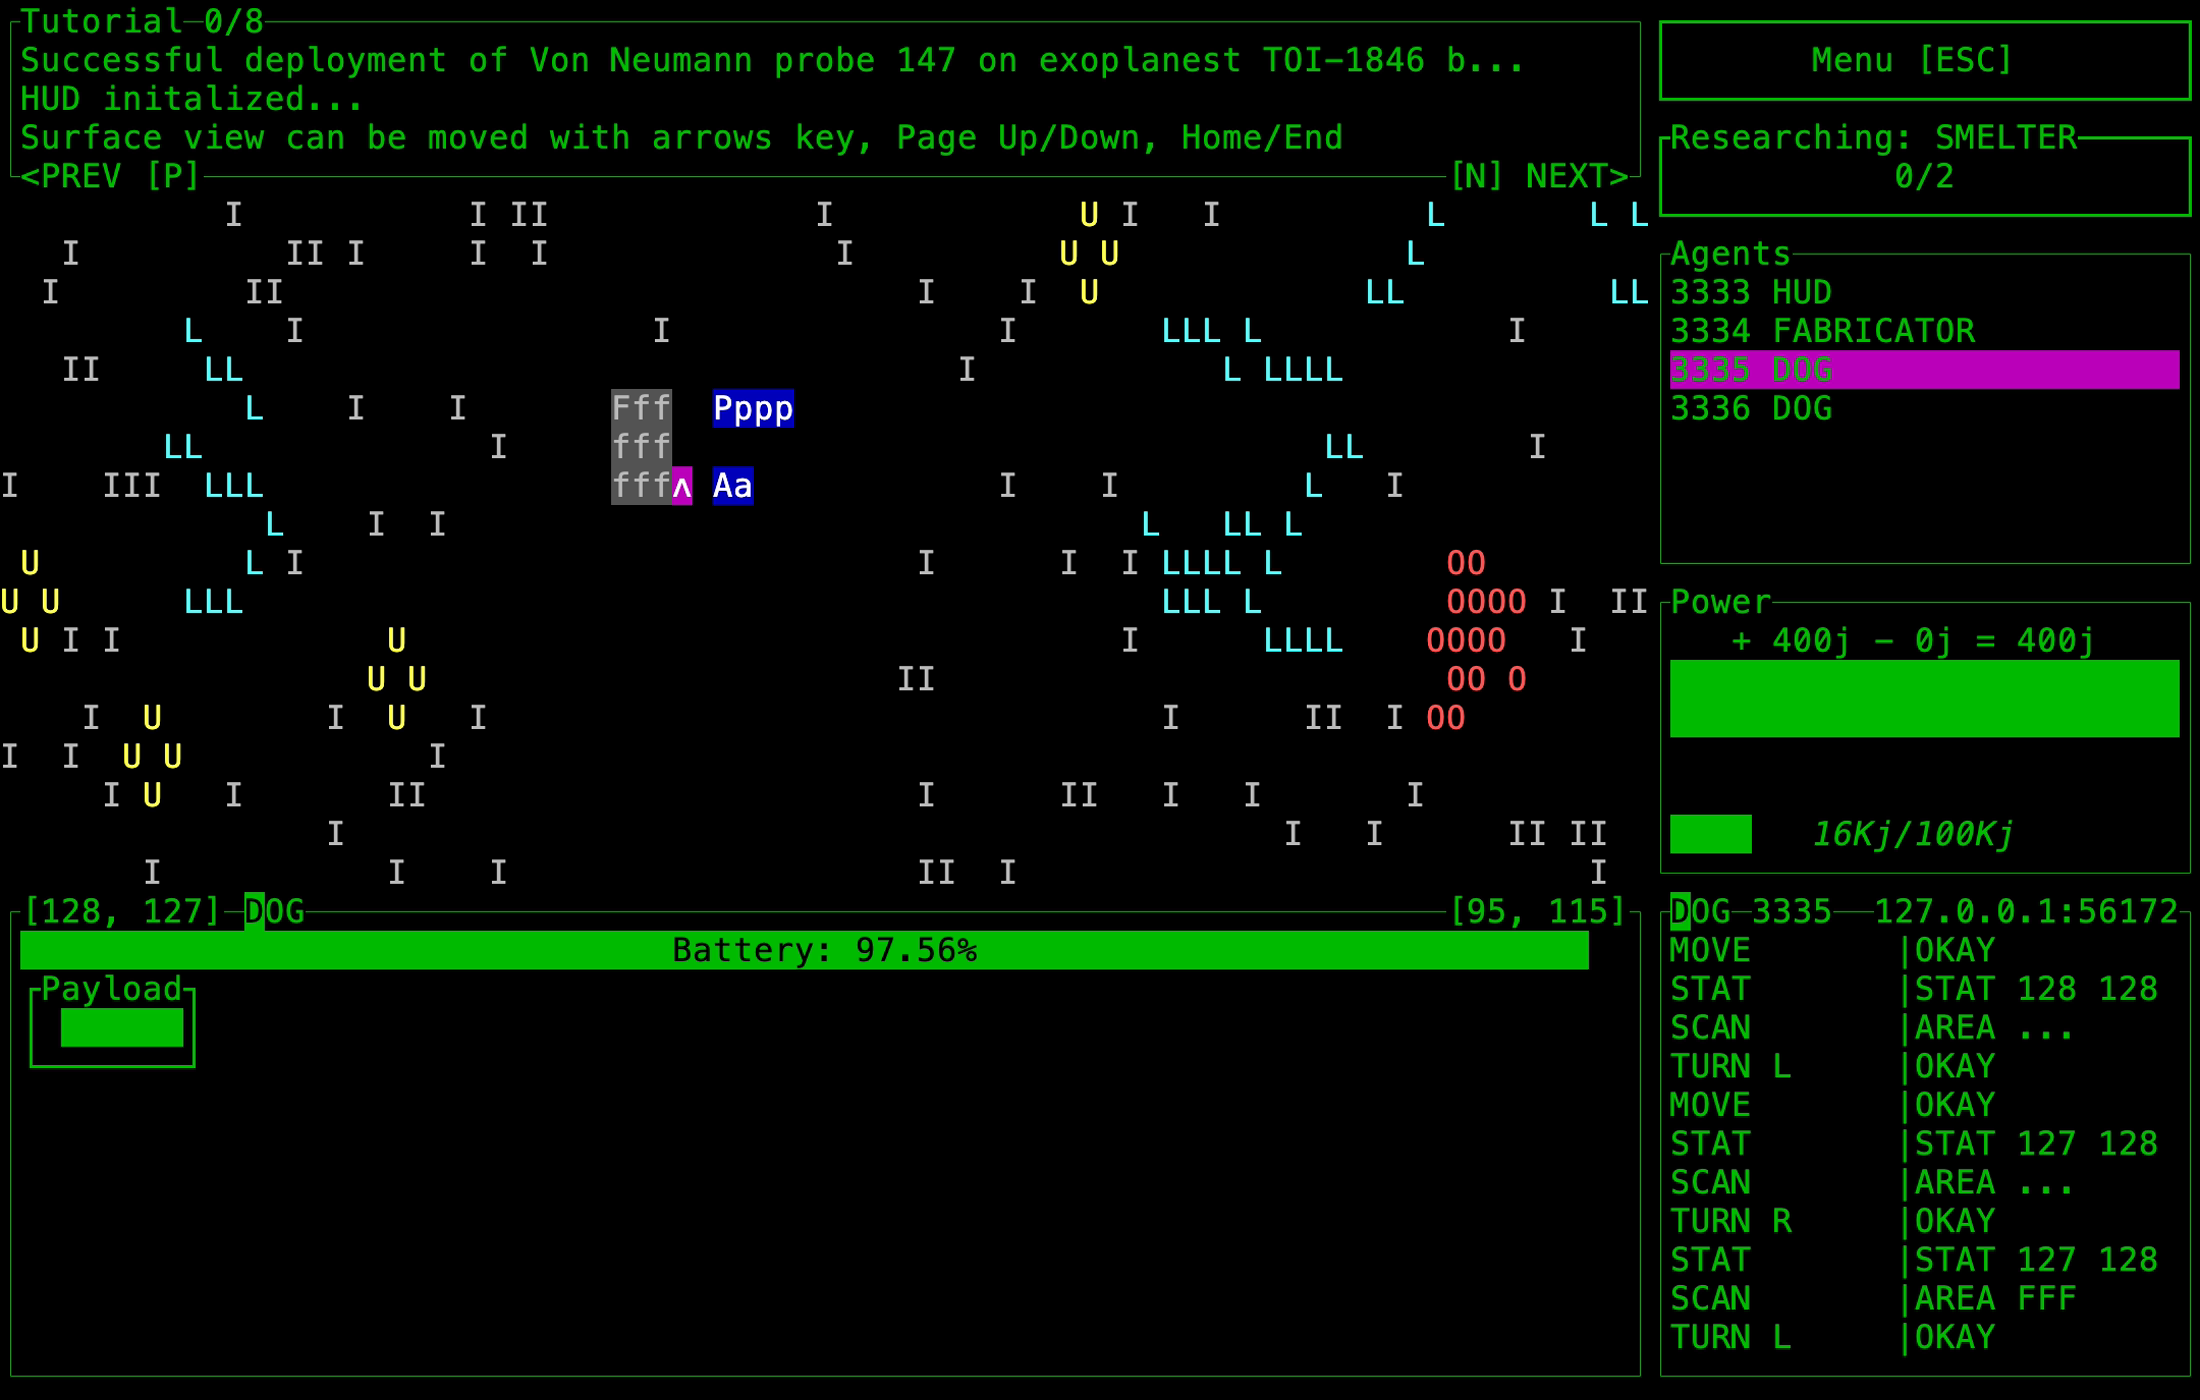 Tutorial 0/8
Successful deployment of Von Neumann probe 147 on exoplanest TOI-1846 b...
HUD initalized...
Surface view can be moved with arrows key, Page Up/Down, Home/End
<PREV [P] [N] NEXT>
I I II I U I I L L L
I II I I I I U U L
I II I I U LL LL
L I I I LLL L I
II LL I L LLLL
L I I Fff Pppp
LL I fff LL I
I III LLL fff^ Aa I I L I
L I I L LL L
U L I I I I LLLL L OO
U U LLL LLL L OOOO I II
U I I U I LLLL OOOO I
U U II OO O
I U I U I I II I OO
I I U U I
I U I II I II I I I
I I I II II
I I I II I I
[128, 127] DOG [95, 115]
Battery: 97.56%
Payload
Menu [ESC]
Researching: SMELTER
0/2
Agents
3333 HUD
3334 FABRICATOR
3335 DOG
3336 DOG
Power
+ 400j - 0j = 400j
16Kj/100Kj
DOG 3335 127.0.0.1:56172
MOVE |OKAY
STAT |STAT 128 128
SCAN |AREA ...
TURN L |OKAY
MOVE |OKAY
STAT |STAT 127 128
SCAN |AREA ...
TURN R |OKAY
STAT |STAT 127 128
SCAN |AREA FFF
TURN L |OKAY